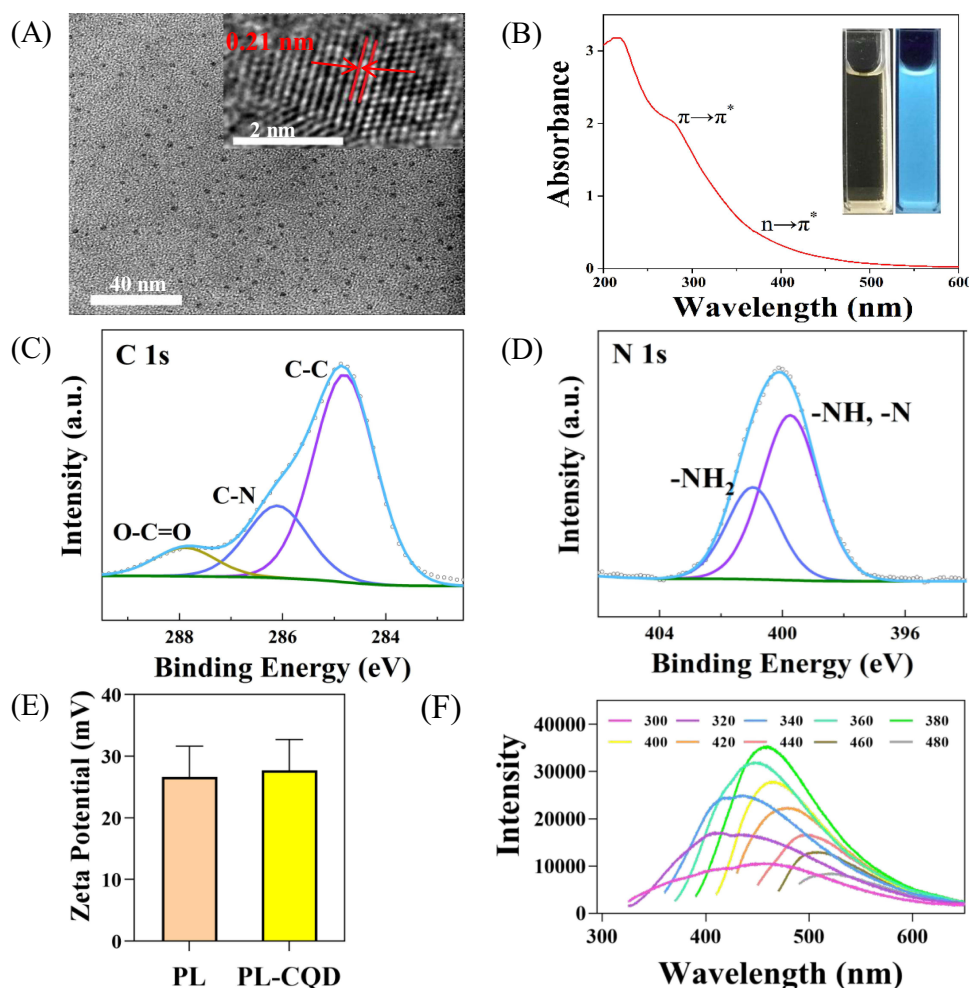 (A)
0.21 nm
2 nm
40 nm
(B)
Absorbance
3
2
1
0
π→π*
n→π*
200 300 400 500 600
Wavelength (nm)
(C)
C 1s
C-C
C-N
O-C=O
Intensity (a.u.)
288 286 284
Binding Energy (eV)
(D)
N 1s
-NH, -N
-NH₂
Intensity (a.u.)
404 400 396
Binding Energy (eV)
(E)
Zeta Potential (mV)
40
30
20
10
0
PL PL-CQD
(F)
300 320 340 360 380
400 420 440 460 480
Intensity
40000
30000
20000
10000
0
300 400 500 600
Wavelength (nm)